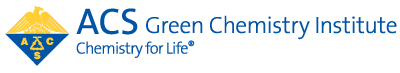 A C S
ACS Green Chemistry Institute
Chemistry for Life®